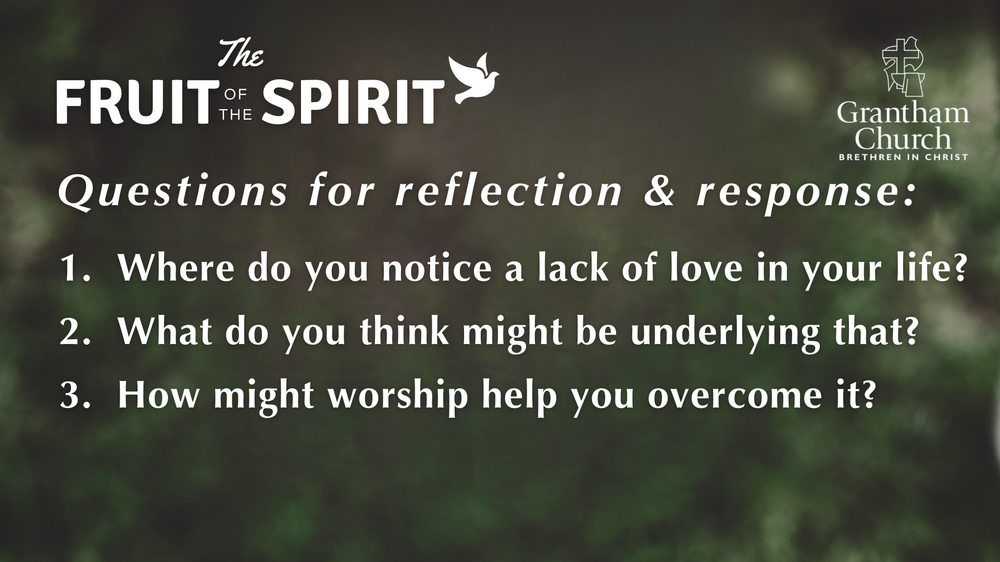 The
FRUIT OF THE SPIRIT
Grantham
Church
BRETHREN IN CHRIST
Questions for reflection & response:
1. Where do you notice a lack of love in your life?
2. What do you think might be underlying that?
3. How might worship help you overcome it?